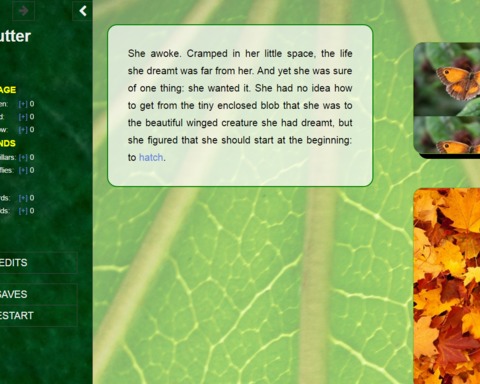 utter
AGE
en: [+] 0
d: [+] 0
ow: [+] 0
NDS
illars: [+] 0
flies: [+] 0
rds: [+] 0
ids: [+] 0
EDITS
SAVES
ESTART
She awoke. Cramped in her little space, the life
she dreamt was far from her. And yet she was sure
of one thing: she wanted it. She had no idea how
to get from the tiny enclosed blob that she was to
the beautiful winged creature she had dreamt, but
she figured that she should start at the beginning:
to hatch.